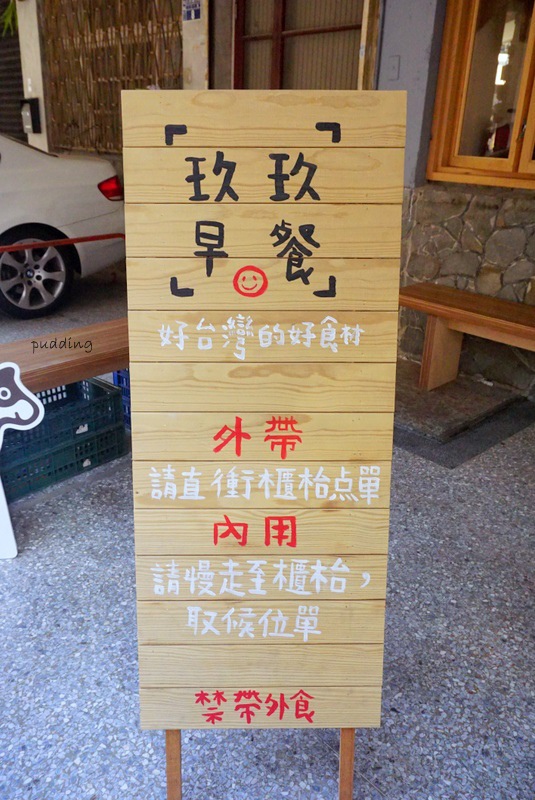 玖玖
早餐
好台灣的好食材
pudding
外帶
請直衝櫃枱点單
內用
請慢走至櫃枱,
取候位單
禁帶外食